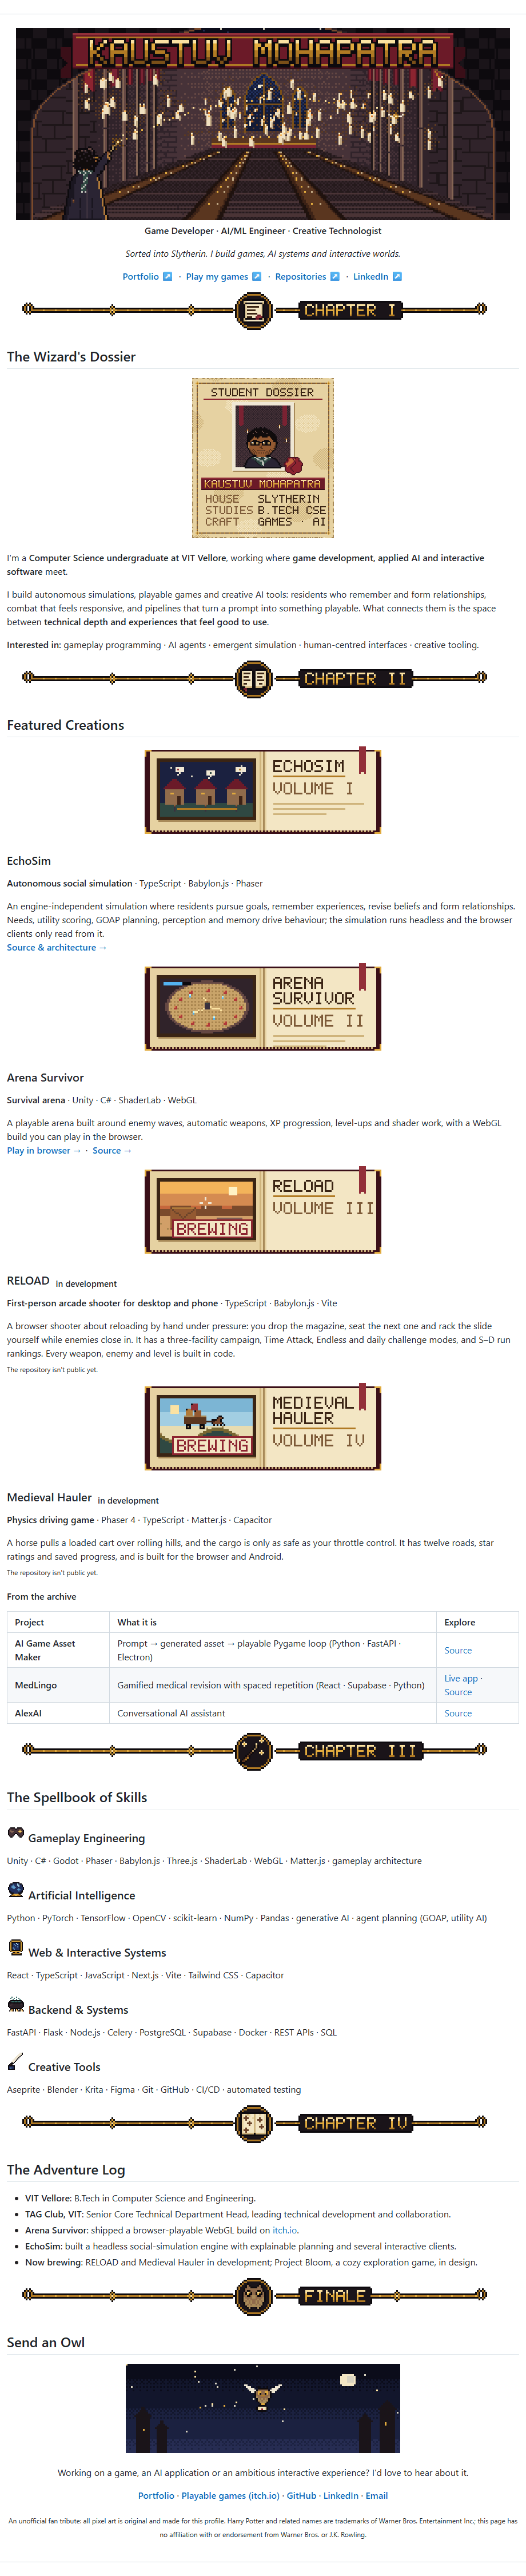 KAUSTUV MOHAPATRA
Game Developer · AI/ML Engineer · Creative Technologist
Sorted into Slytherin. I build games, AI systems and interactive worlds.
Portfolio ↗ · Play my games ↗ · Repositories ↗ · LinkedIn ↗
CHAPTER I
The Wizard's Dossier
STUDENT DOSSIER
KAUSTUV MOHAPATRA
HOUSE SLYTHERIN
STUDIES B.TECH CSE
CRAFT GAMES · AI
I'm a Computer Science undergraduate at VIT Vellore, working where game development, applied AI and interactive
software meet.
I build autonomous simulations, playable games and creative AI tools: residents who remember and form relationships,
combat that feels responsive, and pipelines that turn a prompt into something playable. What connects them is the space
between technical depth and experiences that feel good to use.
Interested in: gameplay programming · AI agents · emergent simulation · human-centred interfaces · creative tooling.
CHAPTER II
Featured Creations
ECHOSIM
VOLUME I
EchoSim
Autonomous social simulation · TypeScript · Babylon.js · Phaser
An engine-independent simulation where residents pursue goals, remember experiences, revise beliefs and form relationships.
Needs, utility scoring, GOAP planning, perception and memory drive behaviour; the simulation runs headless and the browser
clients only read from it.
Source & architecture →
ARENA
SURVIVOR
VOLUME II
Arena Survivor
Survival arena · Unity · C# · ShaderLab · WebGL
A playable arena built around enemy waves, automatic weapons, XP progression, level-ups and shader work, with a WebGL
build you can play in the browser.
Play in browser → · Source →
RELOAD
VOLUME III
BREWING
RELOAD in development
First-person arcade shooter for desktop and phone · TypeScript · Babylon.js · Vite
A browser shooter about reloading by hand under pressure: you drop the magazine, seat the next one and rack the slide
yourself while enemies close in. It has a three-facility campaign, Time Attack, Endless and daily challenge modes, and S–D run
rankings. Every weapon, enemy and level is built in code.
The repository isn't public yet.
MEDIEVAL
HAULER
VOLUME IV
BREWING
Medieval Hauler in development
Physics driving game · Phaser 4 · TypeScript · Matter.js · Capacitor
A horse pulls a loaded cart over rolling hills, and the cargo is only as safe as your throttle control. It has twelve roads, star
ratings and saved progress, and is built for the browser and Android.
The repository isn't public yet.
From the archive
Project What it is Explore
AI Game Asset
Maker
Prompt → generated asset → playable Pygame loop (Python · FastAPI ·
Electron)
Source
MedLingo
Gamified medical revision with spaced repetition (React · Supabase · Python)
Live app ·
Source
AlexAI Conversational AI assistant Source
CHAPTER III
The Spellbook of Skills
Gameplay Engineering
Unity · C# · Godot · Phaser · Babylon.js · Three.js · ShaderLab · WebGL · Matter.js · gameplay architecture
Artificial Intelligence
Python · PyTorch · TensorFlow · OpenCV · scikit-learn · NumPy · Pandas · generative AI · agent planning (GOAP, utility AI)
Web & Interactive Systems
React · TypeScript · JavaScript · Next.js · Vite · Tailwind CSS · Capacitor
Backend & Systems
FastAPI · Flask · Node.js · Celery · PostgreSQL · Supabase · Docker · REST APIs · SQL
Creative Tools
Aseprite · Blender · Krita · Figma · Git · GitHub · CI/CD · automated testing
CHAPTER IV
The Adventure Log
• VIT Vellore: B.Tech in Computer Science and Engineering.
• TAG Club, VIT: Senior Core Technical Department Head, leading technical development and collaboration.
• Arena Survivor: shipped a browser-playable WebGL build on itch.io.
• EchoSim: built a headless social-simulation engine with explainable planning and several interactive clients.
• Now brewing: RELOAD and Medieval Hauler in development; Project Bloom, a cozy exploration game, in design.
FINALE
Send an Owl
Working on a game, an AI application or an ambitious interactive experience? I'd love to hear about it.
Portfolio · Playable games (itch.io) · GitHub · LinkedIn · Email
An unofficial fan tribute: all pixel art is original and made for this profile. Harry Potter and related names are trademarks of Warner Bros. Entertainment Inc.; this page has
no affiliation with or endorsement from Warner Bros. or J.K. Rowling.